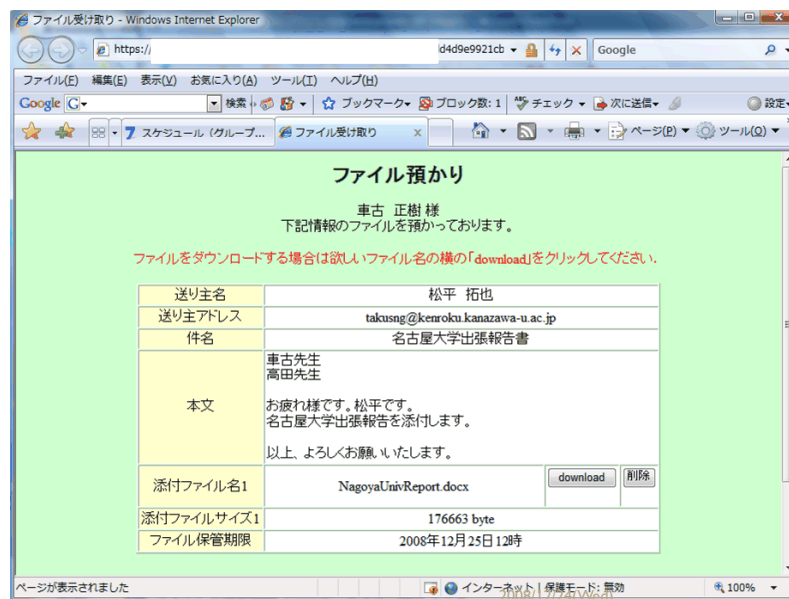 ファイル受け取り - Windows Internet Explorer
https:// d4d9e9921cb Google
ファイル(F) 編集(E) 表示(V) お気に入り(A) ツール(T) ヘルプ(H)
Google 検索 ブックマーク ブロック数: 1 チェック 次に送信 設定
スケジュール (グループ... ファイル受け取り x ページ(P) ツール(O)
ファイル預かり
車古 正樹 様
下記情報のファイルを預かっております。
ファイルをダウンロードする場合は欲しいファイル名の横の「download」をクリックしてください.
送り主名 松平 拓也
送り主アドレス takusng@kenroku.kanazawa-u.ac.jp
件名 名古屋大学出張報告書
本文
車古先生
高田先生
お疲れ様です。松平です。
名古屋大学出張報告を添付します。
以上、よろしくお願いいたします。
添付ファイル名1 NagoyaUnivReport.docx download 削除
添付ファイルサイズ1 176663 byte
ファイル保管期限 2008年12月25日12時
ページが表示されました インターネット | 保護モード: 無効 100%
2008/12/24(Wed)